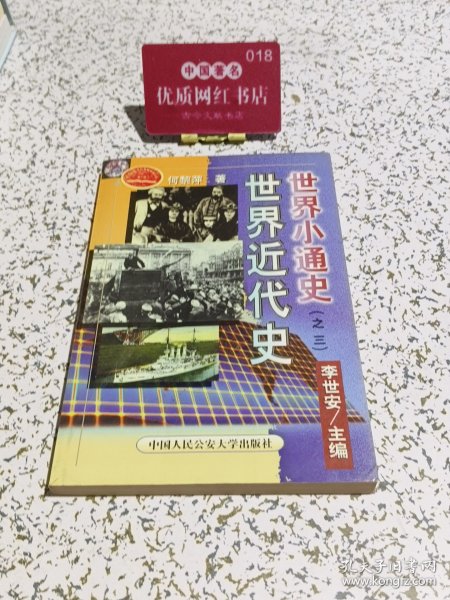 018
中国著名
优质网红书店
古今文联书店
何黎萍 著
世界小通史
(之三)
世界近代史
李世安/主编
中国人民公安大学出版社
孔夫子旧书网
www.kongfz.com